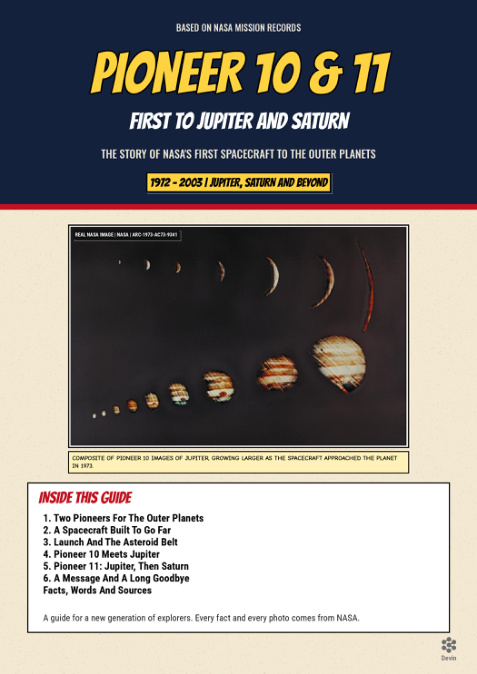 BASED ON NASA MISSION RECORDS
PIONEER 10 & 11
FIRST TO JUPITER AND SATURN
THE STORY OF NASA'S FIRST SPACECRAFT TO THE OUTER PLANETS
1972 - 2003 | JUPITER, SATURN AND BEYOND
REAL NASA IMAGE | NASA | ARC-1973-AC73-9341
COMPOSITE OF PIONEER 10 IMAGES OF JUPITER, GROWING LARGER AS THE SPACECRAFT APPROACHED THE PLANET
IN 1973.
INSIDE THIS GUIDE
1. Two Pioneers For The Outer Planets
2. A Spacecraft Built To Go Far
3. Launch And The Asteroid Belt
4. Pioneer 10 Meets Jupiter
5. Pioneer 11: Jupiter, Then Saturn
6. A Message And A Long Goodbye
Facts, Words And Sources
A guide for a new generation of explorers. Every fact and every photo comes from NASA.
Devin